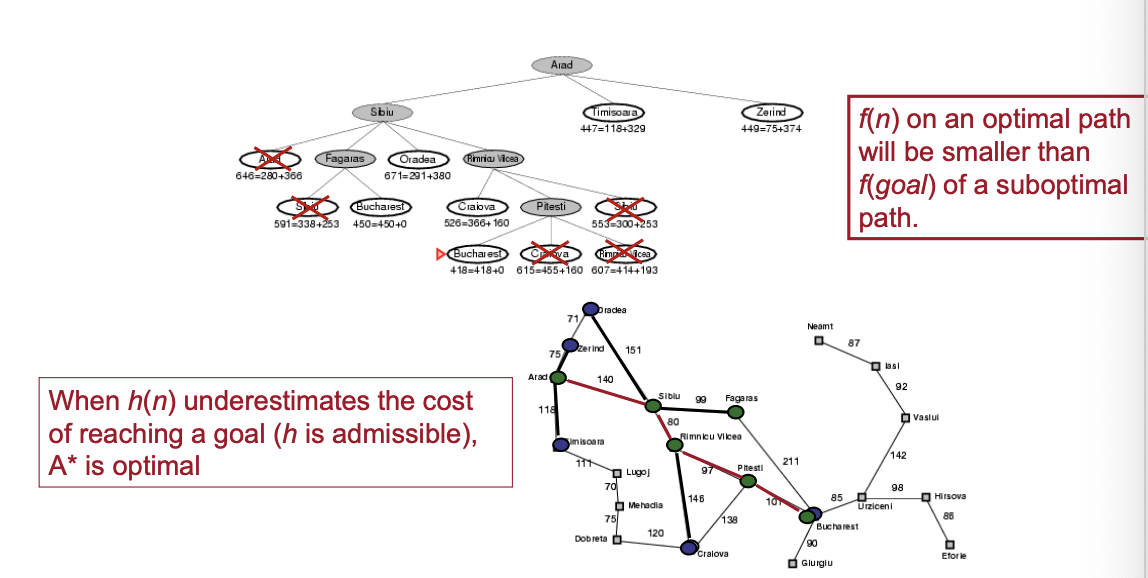 Arad
Sibiu
Timisoara
Zerind
447=118+329
449=75+374
Arad
Fagaras
Oradea
Rimnicu Vilcea
646=280+366
671=291+380
Sibiu
Bucharest
Craiova
Pitesti
Sibiu
591=338+253
450=450+0
526=366+160
553=300+253
Bucharest
Craiova
Rimnicu Vilcea
418=418+0
615=455+160
607=414+193
f(n) on an optimal path
will be smaller than
f(goal) of a suboptimal
path.
When h(n) underestimates the cost
of reaching a goal (h is admissible),
A* is optimal
Oradea
71
Zerind
75
151
Arad
140
118
Sibiu
99
Fagaras
80
Rimnicu Vilcea
Timisoara
111
Lugoj
97
Pitesti
211
70
Mehadia
146
101
75
138
Dobreta
120
Craiova
Bucharest
90
Giurgiu
85
Urziceni
98
Hirsova
86
Eforie
142
Vaslui
92
Iasi
87
Neamt